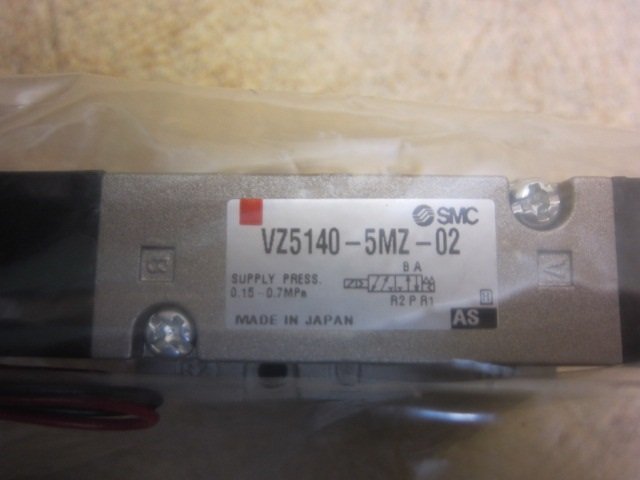 SMC
VZ5140-5MZ-02
B A
SUPPLY PRESS.
0.15-0.7MPa
R2 P R1
MADE IN JAPAN
AS
B
A